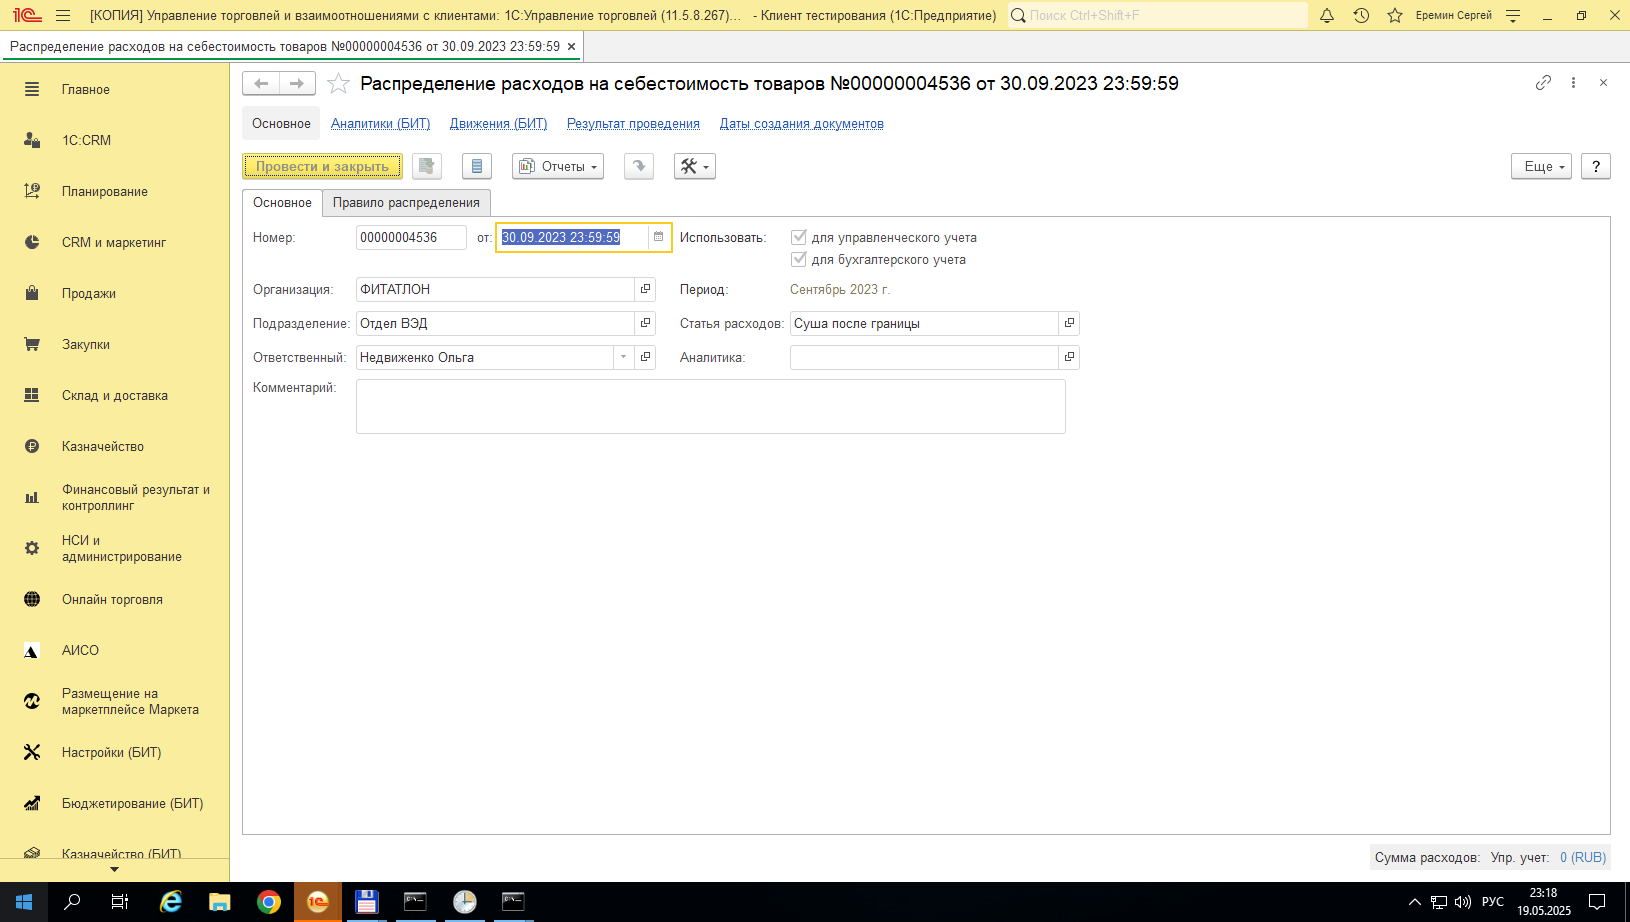 [КОПИЯ] Управление торговлей и взаимоотношениями с клиентами: 1С:Управление торговлей (11.5.8.267)... - Клиент тестирования (1С:Предприятие)
Поиск Ctrl+Shift+F
Еремин Сергей
Распределение расходов на себестоимость товаров №00000004536 от 30.09.2023 23:59:59 ×
Главное
1С:CRM
Планирование
CRM и маркетинг
Продажи
Закупки
Склад и доставка
Казначейство
Финансовый результат и
контроллинг
НСИ и
администрирование
Онлайн торговля
АИСО
Размещение на
маркетплейсе Маркета
Настройки (БИТ)
Бюджетирование (БИТ)
Казначейство (БИТ)
Распределение расходов на себестоимость товаров №00000004536 от 30.09.2023 23:59:59
Основное Аналитики (БИТ) Движения (БИТ) Результат проведения Даты создания документов
Провести и закрыть Отчеты Еще ?
Основное Правило распределения
Номер: 00000004536 от: 30.09.2023 23:59:59 Использовать: для управленческого учета
для бухгалтерского учета
Организация: ФИТАТЛОН Период: Сентябрь 2023 г.
Подразделение: Отдел ВЭД Статья расходов: Суша после границы
Ответственный: Недвиженко Ольга Аналитика:
Комментарий:
Сумма расходов: Упр. учет: 0 (RUB)
РУС
23:18
19.05.2025